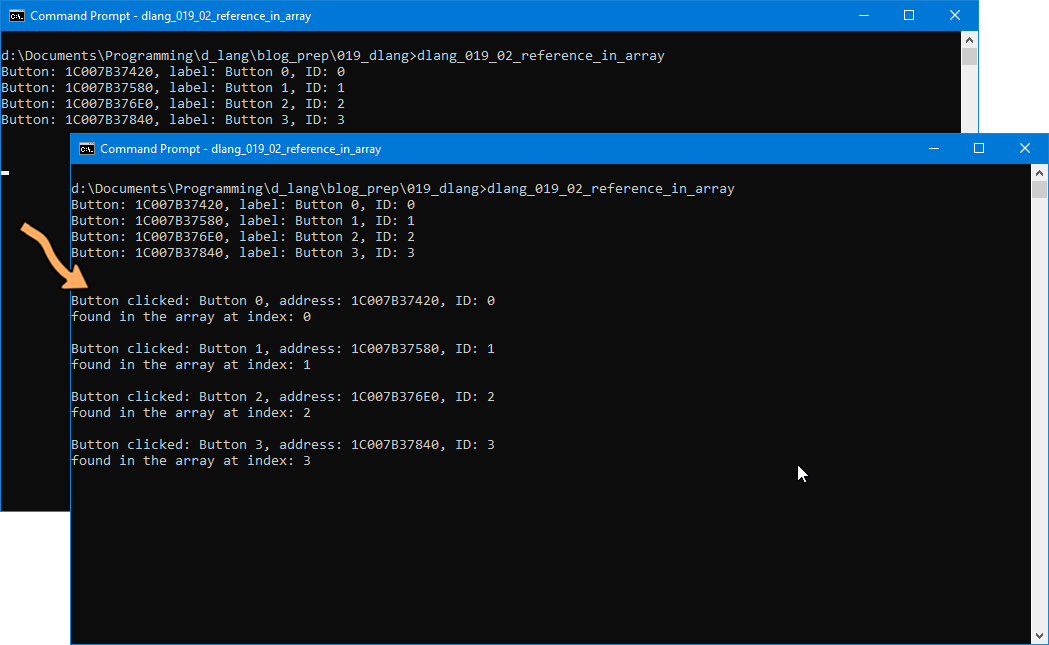 Command Prompt - dlang_019_02_reference_in_array
d:\Documents\Programming\d_lang\blog_prep\019_dlang>dlang_019_02_reference_in_array
Button: 1C007B37420, label: Button 0, ID: 0
Button: 1C007B37580, label: Button 1, ID: 1
Button: 1C007B376E0, label: Button 2, ID: 2
Button: 1C007B37840, label: Button 3, ID: 3
Command Prompt - dlang_019_02_reference_in_array
d:\Documents\Programming\d_lang\blog_prep\019_dlang>dlang_019_02_reference_in_array
Button: 1C007B37420, label: Button 0, ID: 0
Button: 1C007B37580, label: Button 1, ID: 1
Button: 1C007B376E0, label: Button 2, ID: 2
Button: 1C007B37840, label: Button 3, ID: 3
Button clicked: Button 0, address: 1C007B37420, ID: 0
found in the array at index: 0
Button clicked: Button 1, address: 1C007B37580, ID: 1
found in the array at index: 1
Button clicked: Button 2, address: 1C007B376E0, ID: 2
found in the array at index: 2
Button clicked: Button 3, address: 1C007B37840, ID: 3
found in the array at index: 3